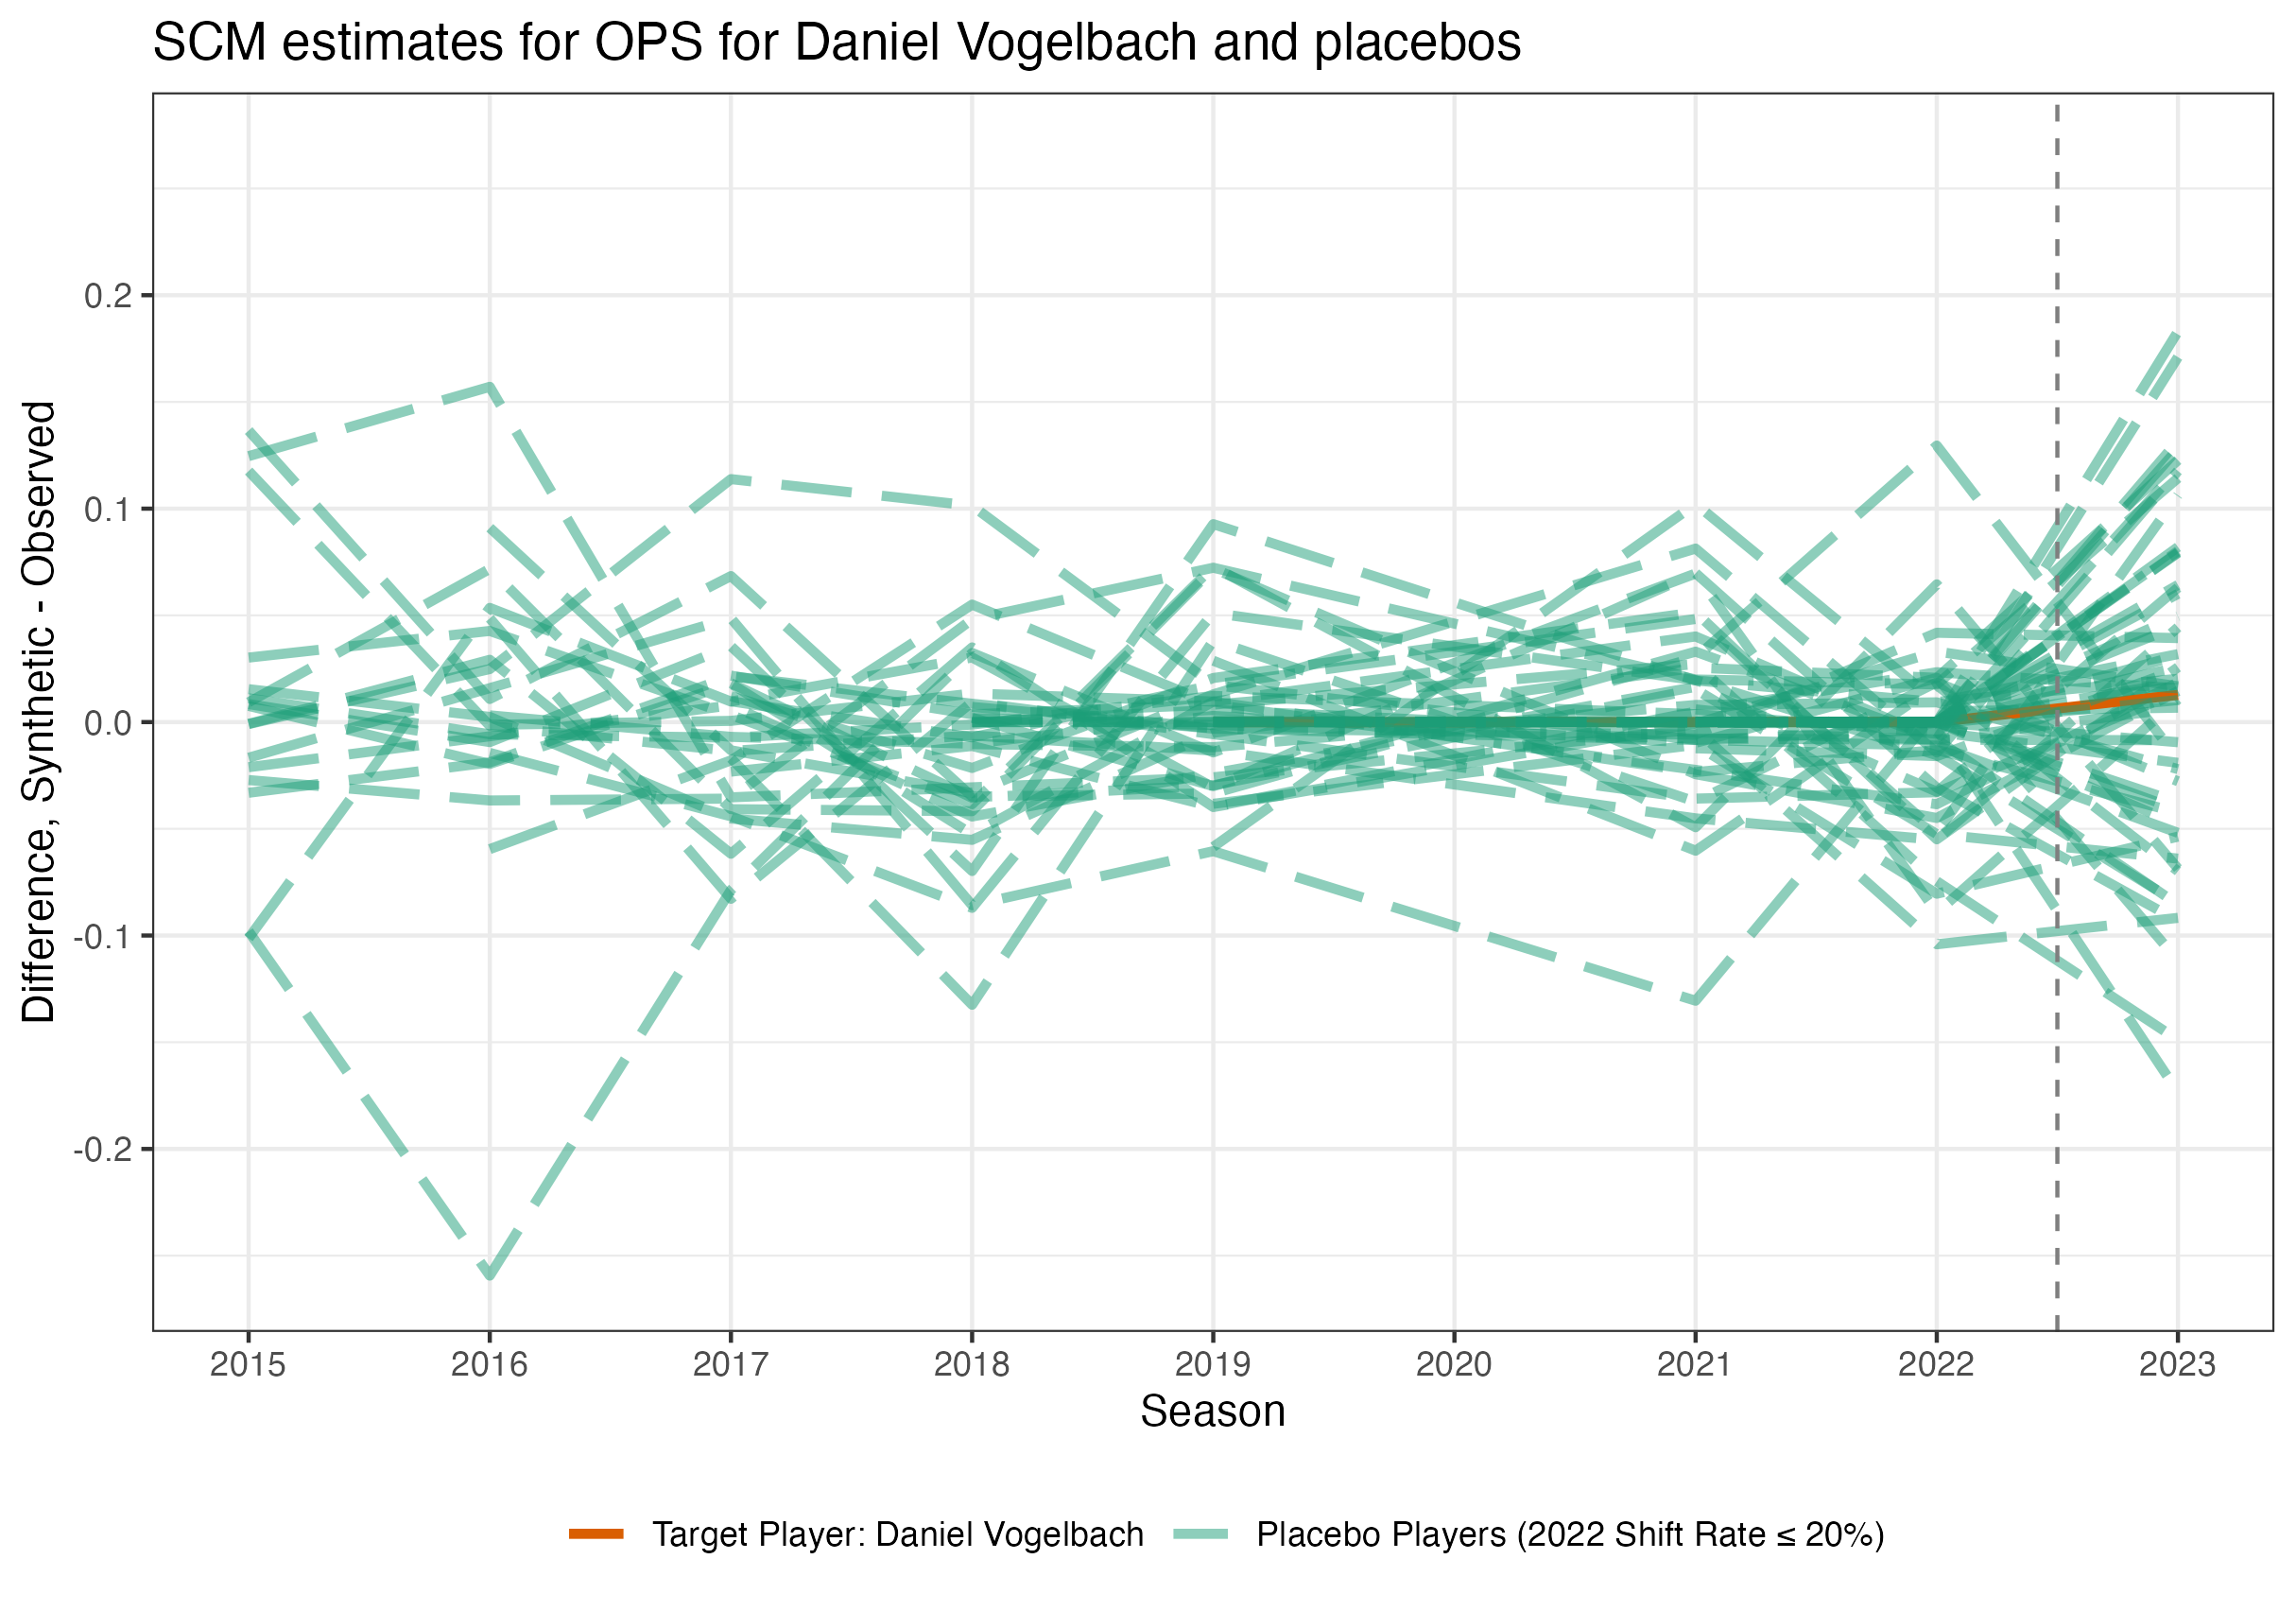 SCM estimates for OPS for Daniel Vogelbach and placebos
Difference, Synthetic - Observed
0.2
0.1
0.0
-0.1
-0.2
2015 2016 2017 2018 2019 2020 2021 2022 2023
Season
Target Player: Daniel Vogelbach Placebo Players (2022 Shift Rate ≤ 20%)